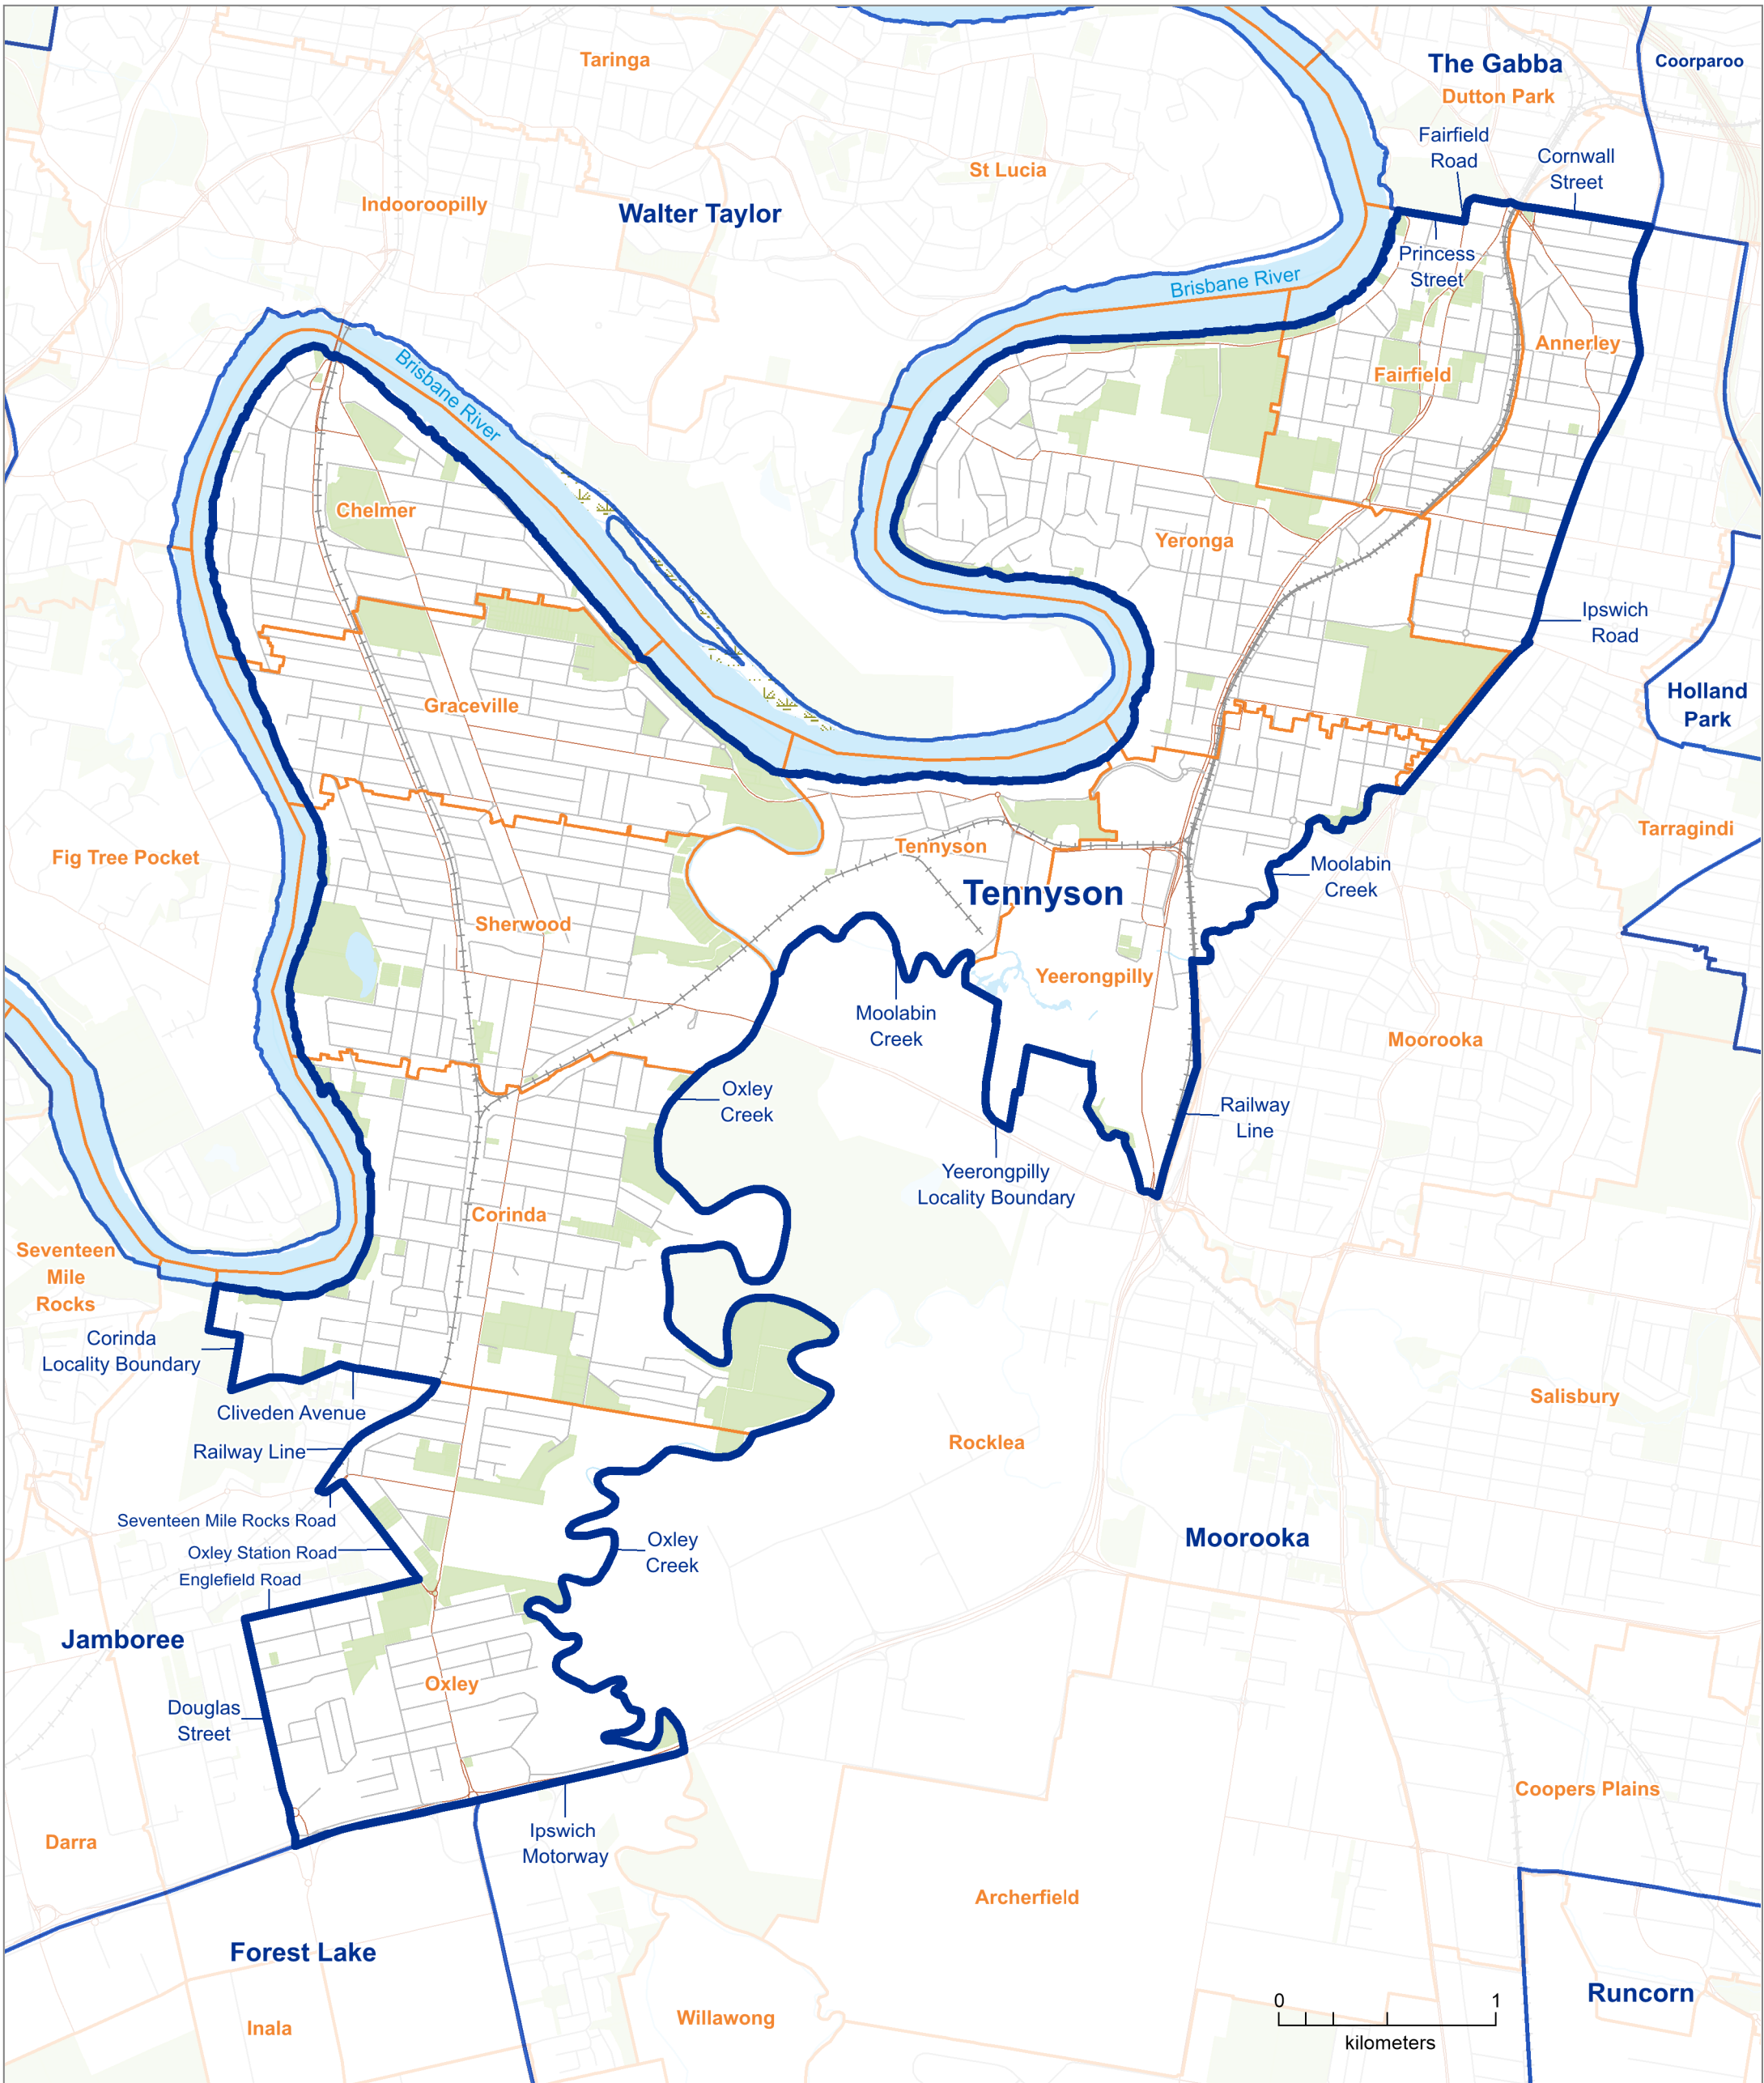 Taringa
The Gabba
Coorparoo
Dutton Park
Fairfield
Road
Cornwall
Street
St Lucia
Indooroopilly
Walter Taylor
Princess
Street
Brisbane River
Annerley
Fairfield
Brisbane River
Chelmer
Yeronga
Ipswich
Road
Holland
Park
Graceville
Tarragindi
Fig Tree Pocket
Tennyson
Tennyson
Moolabin
Creek
Sherwood
Yeerongpilly
Moolabin
Creek
Moorooka
Oxley
Creek
Railway
Line
Yeerongpilly
Locality Boundary
Corinda
Seventeen
Mile
Rocks
Corinda
Locality Boundary
Cliveden Avenue
Salisbury
Railway Line
Rocklea
Seventeen Mile Rocks Road
Oxley Station Road
Oxley
Creek
Moorooka
Englefield Road
Jamboree
Oxley
Douglas
Street
Coopers Plains
Darra
Ipswich
Motorway
Archerfield
Forest Lake
Runcorn
Willawong
Inala
0 1
kilometers